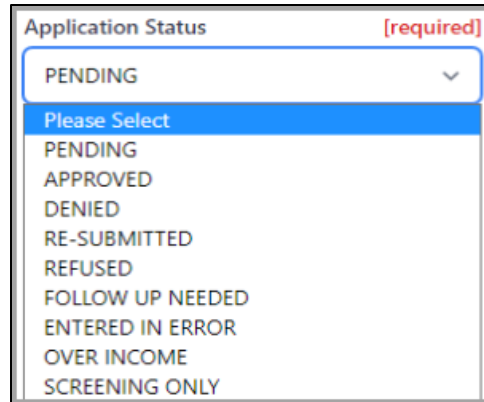 Application Status [required]
PENDING
Please Select
PENDING
APPROVED
DENIED
RE-SUBMITTED
REFUSED
FOLLOW UP NEEDED
ENTERED IN ERROR
OVER INCOME
SCREENING ONLY